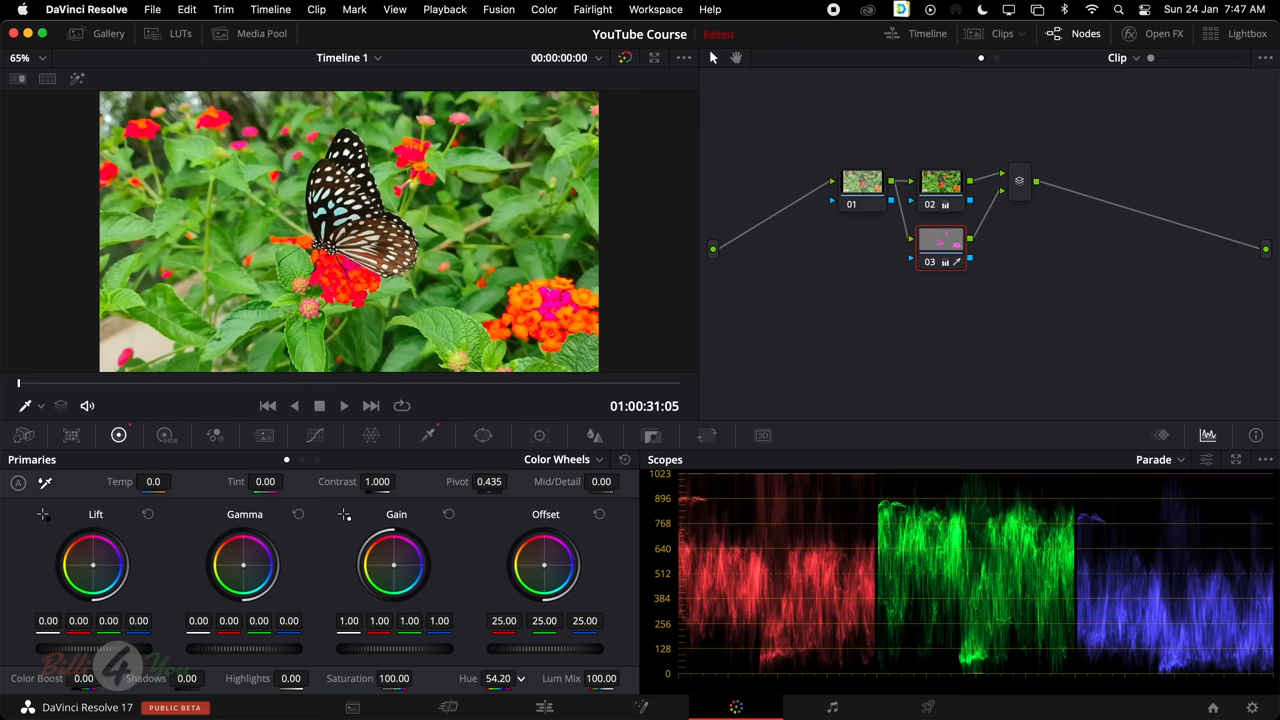 DaVinci Resolve File Edit Trim Timeline Clip Mark View Playback Fusion Color Fairlight Workspace Help Sun 24 Jan 7:47 AM
Gallery LUTs Media Pool YouTube Course Edited Timeline Clips Nodes Open FX Lightbox
65% Timeline 1 00:00:00:00 Clip
01 02
03
01:00:31:05
HDR 3D
Primaries Color Wheels Scopes Parade
A Temp 0.0 Tint 0.00 Contrast 1.000 Pivot 0.435 Mid/Detail 0.00
Lift Gamma Gain Offset
0.00 0.00 0.00 0.00 0.00 0.00 0.00 0.00 1.00 1.00 1.00 1.00 25.00 25.00 25.00
Color Boost 0.00 Shadows 0.00 Highlights 0.00 Saturation 100.00 Hue 54.20 Lum Mix 100.00
1023
896
768
640
512
384
256
128
0
DaVinci Resolve 17 PUBLIC BETA